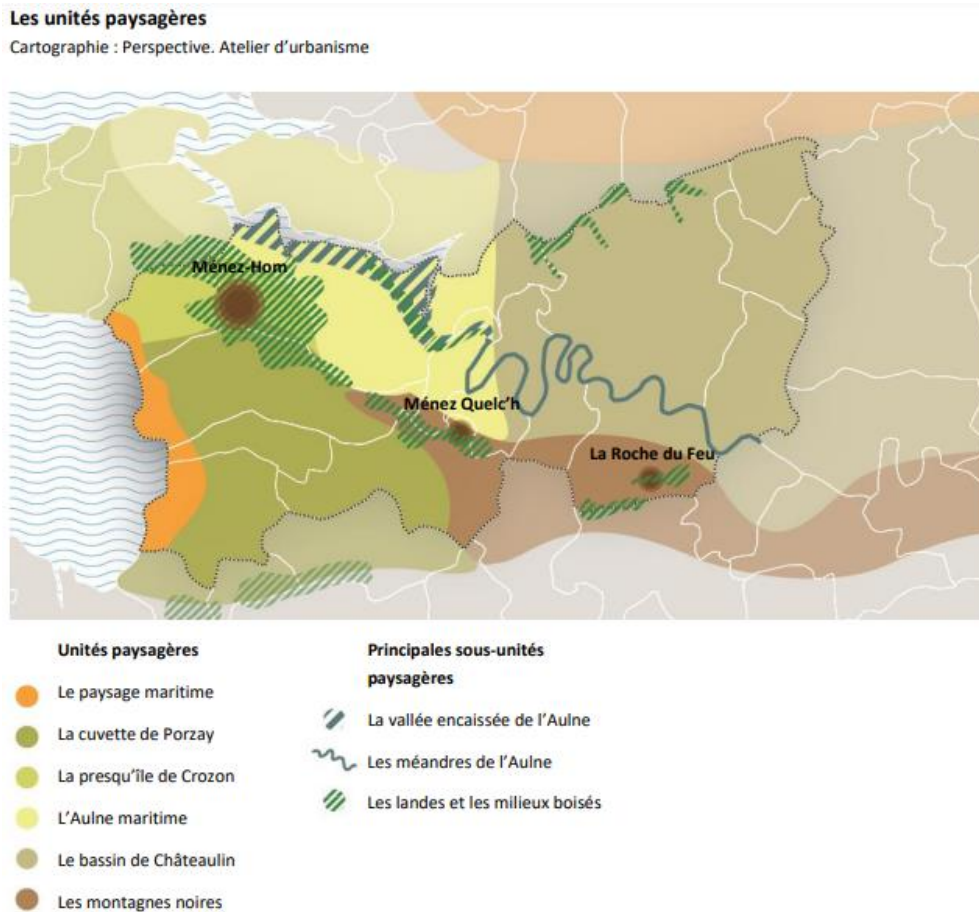 Les unités paysagères
Cartographie : Perspective. Atelier d’urbanisme
Ménez-Hom
Ménez Quelc’h
La Roche du Feu
Unités paysagères
Le paysage maritime
La cuvette de Porzay
La presqu’île de Crozon
L’Aulne maritime
Le bassin de Châteaulin
Les montagnes noires
Principales sous-unités
paysagères
La vallée encaissée de l’Aulne
Les méandres de l’Aulne
Les landes et les milieux boisés